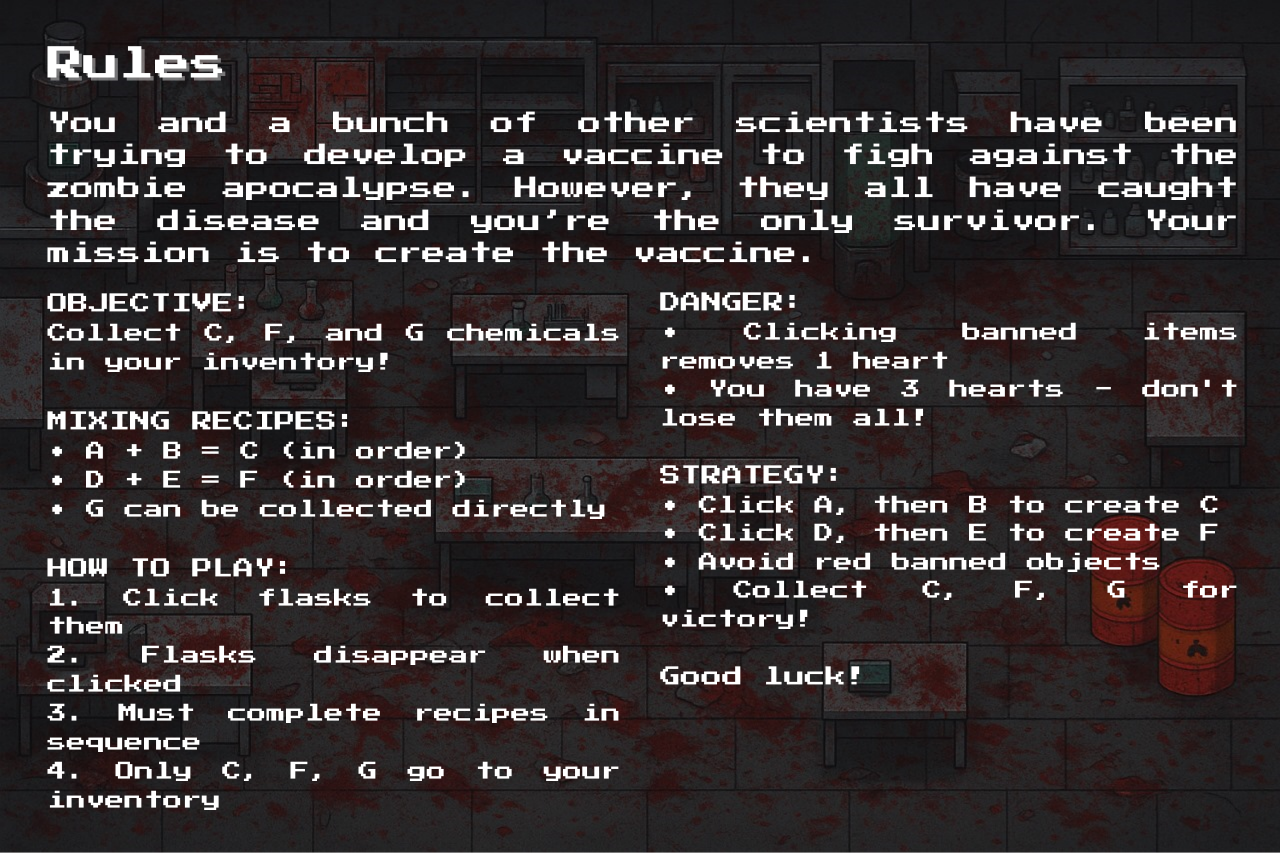 Rules
You and a bunch of other scientists have been
trying to develop a vaccine to figh against the
zombie apocalypse. However, they all have caught
the disease and you're the only survivor. Your
mission is to create the vaccine.
OBJECTIVE:
Collect C, F, and G chemicals
in your inventory!
MIXING RECIPES:
• A + B = C (in order)
• D + E = F (in order)
• G can be collected directly
HOW TO PLAY:
1. Click flasks to collect
them
2. Flasks disappear when
clicked
3. Must complete recipes in
sequence
4. Only C, F, G go to your
inventory
DANGER:
• Clicking banned items
removes 1 heart
• You have 3 hearts - don't
lose them all!
STRATEGY:
• Click A, then B to create C
• Click D, then E to create F
• Avoid red banned objects
• Collect C, F, G for
victory!
Good luck!